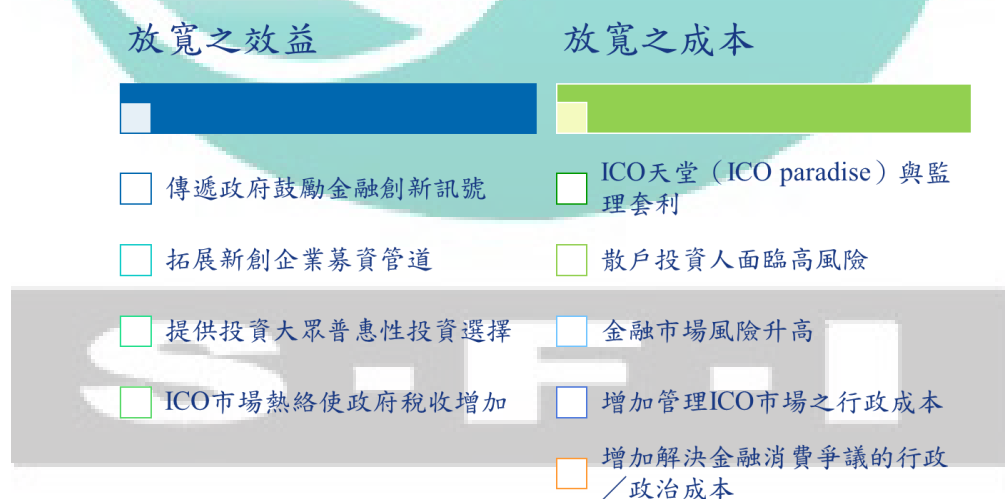 放寬之效益
傳遞政府鼓勵金融創新訊號
拓展新創企業募資管道
提供投資大眾普惠性投資選擇
ICO市場熱絡使政府稅收增加
放寬之成本
ICO天堂（ICO paradise）與監
理套利
散戶投資人面臨高風險
金融市場風險升高
增加管理ICO市場之行政成本
增加解決金融消費爭議的行政
／政治成本
S-F-I